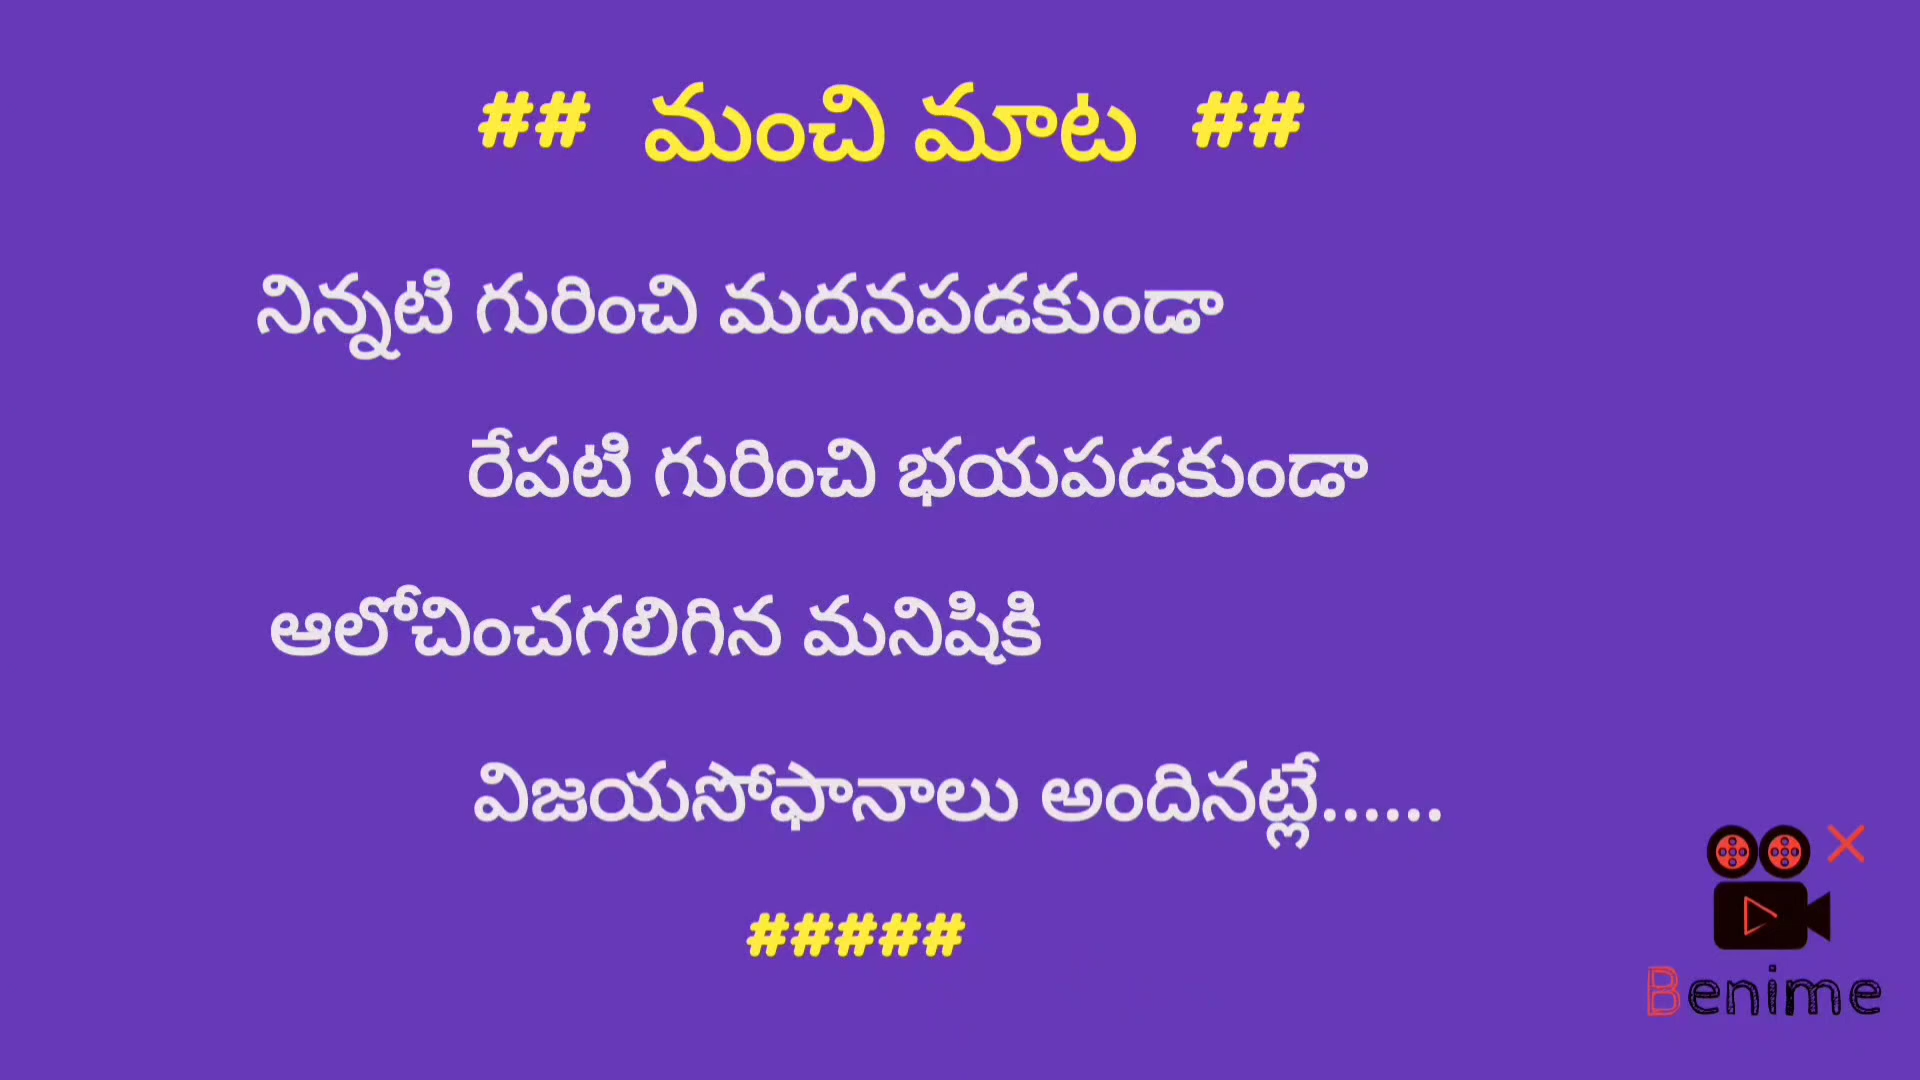 ## మంచి మాట ##
నిన్నటి గురించి మదనపడకుండా
రేపటి గురించి భయపడకుండా
ఆలోచించగలిగిన మనిషికి
విజయసోఫానాలు అందినట్లే......
#####
Benime